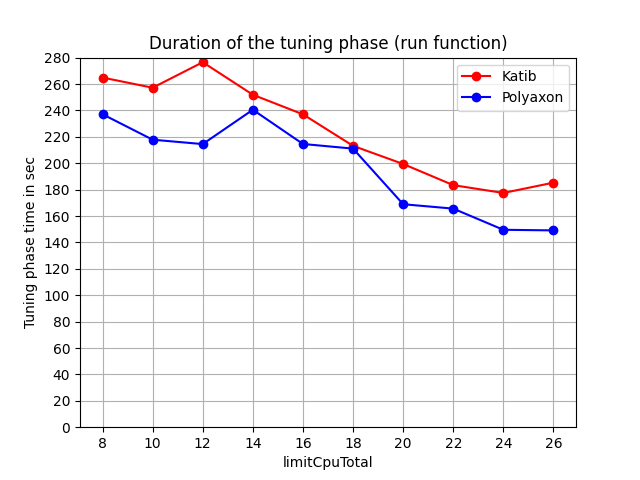 Duration of the tuning phase (run function)
Katib
Polyaxon
Tuning phase time in sec
280
260
240
220
200
180
160
140
120
100
80
60
40
20
0
8 10 12 14 16 18 20 22 24 26
limitCpuTotal